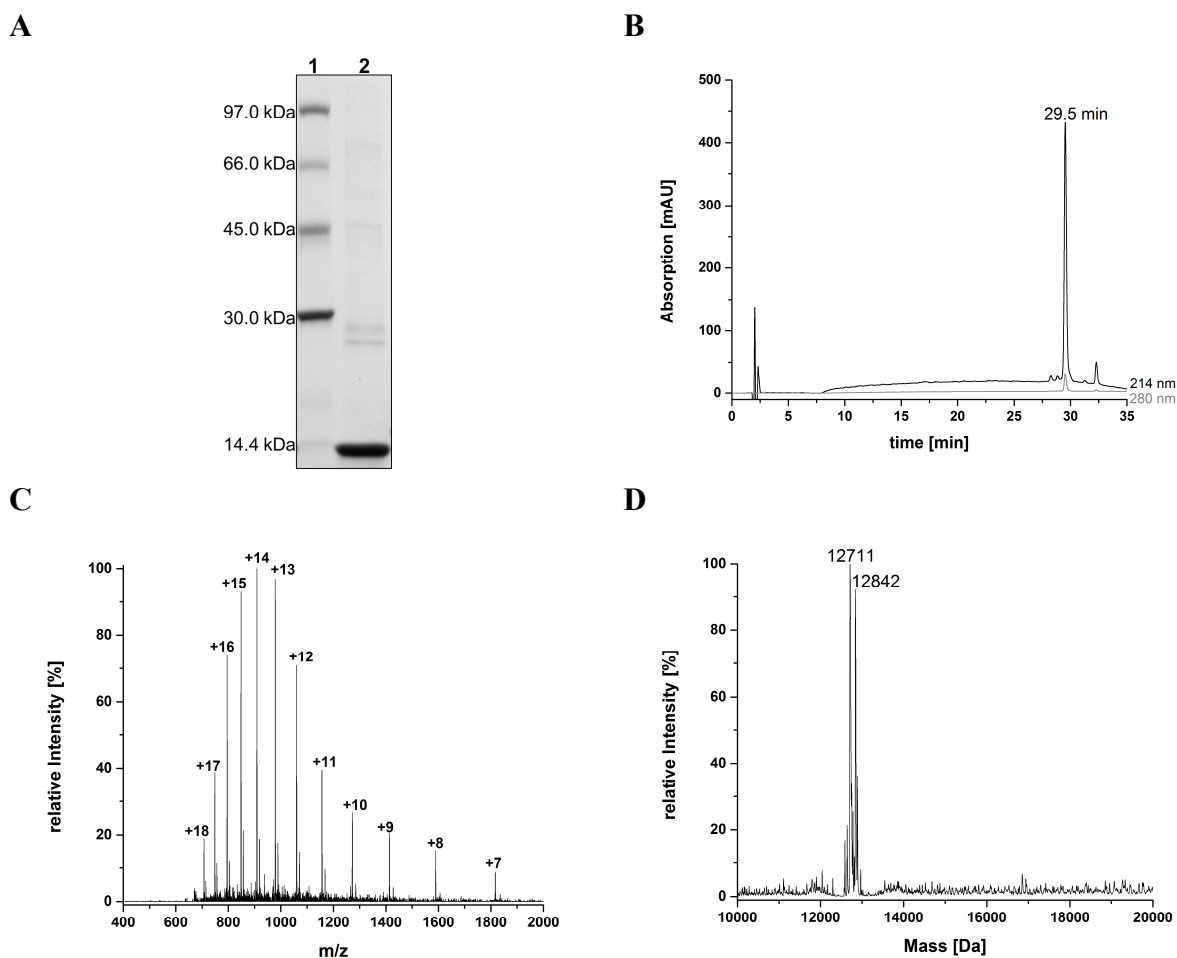 A
1 2
97.0 kDa
66.0 kDa
45.0 kDa
30.0 kDa
14.4 kDa
B
500
400
300
200
100
0
Absorption [mAU]
29.5 min
214 nm
280 nm
0 5 10 15 20 25 30 35
time [min]
C
100
80
60
40
20
0
relative Intensity [%]
+18
+17
+16
+15
+14
+13
+12
+11
+10
+9
+8
+7
400 600 800 1000 1200 1400 1600 1800 2000
m/z
D
100
80
60
40
20
0
relative Intensity [%]
12711
12842
10000 12000 14000 16000 18000 20000
Mass [Da]